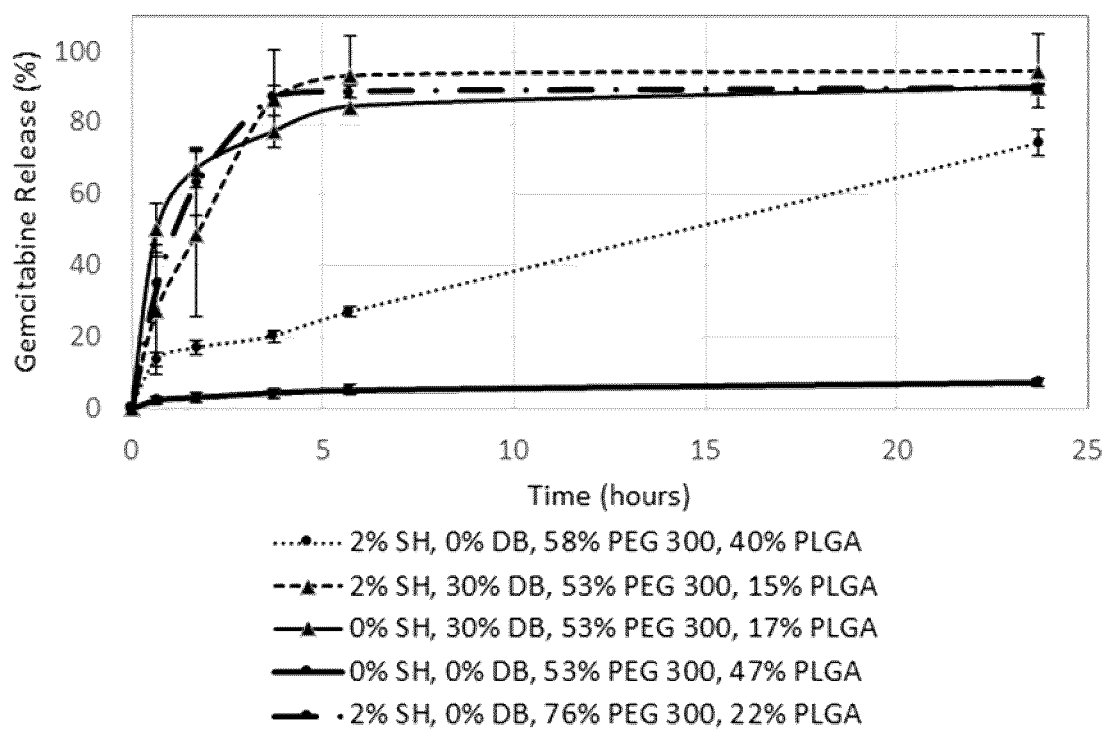 Gemcitabine Release (%)
100
80
60
40
20
0
0 5 10 15 20 25
Time (hours)
2% SH, 0% DB, 58% PEG 300, 40% PLGA
2% SH, 30% DB, 53% PEG 300, 15% PLGA
0% SH, 30% DB, 53% PEG 300, 17% PLGA
0% SH, 0% DB, 53% PEG 300, 47% PLGA
2% SH, 0% DB, 76% PEG 300, 22% PLGA